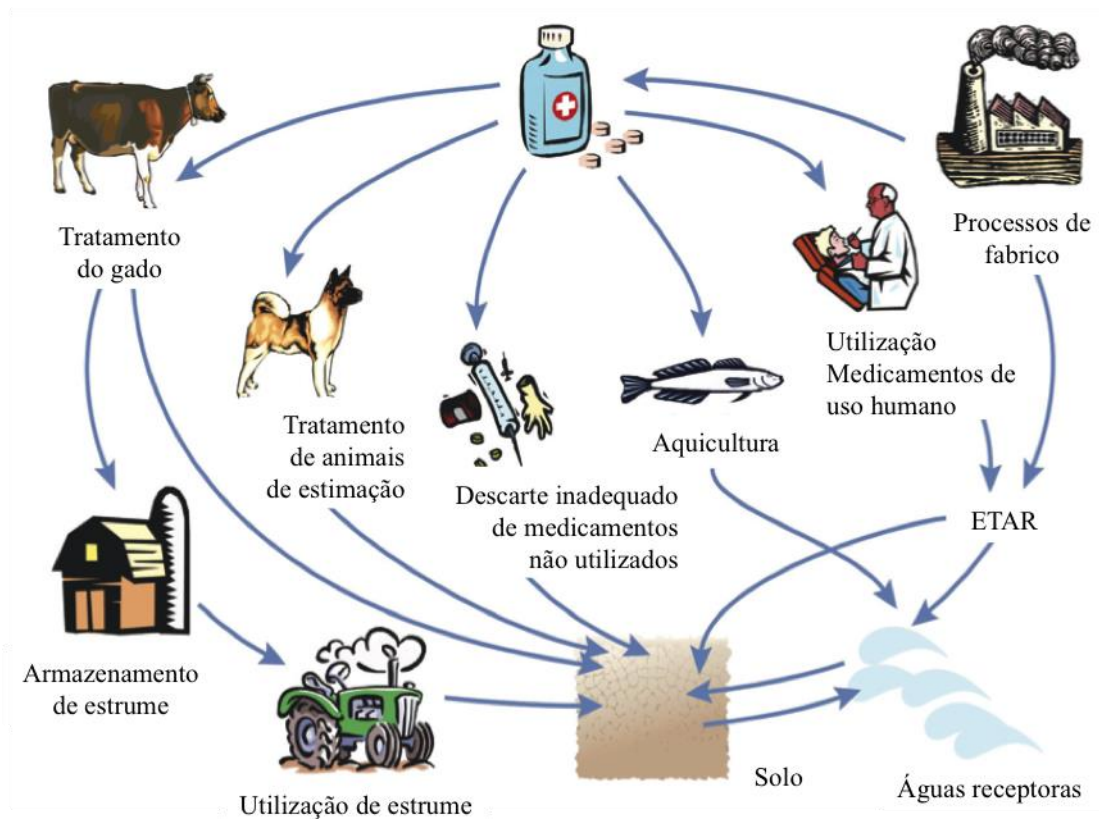 Tratamento
do gado
Processos de
fabrico
Utilização
Medicamentos de
uso humano
Tratamento
de animais
de estimação
Aquicultura
Descarte inadequado
de medicamentos
não utilizados
ETAR
Armazenamento
de estrume
Utilização de estrume
Solo
Águas receptoras